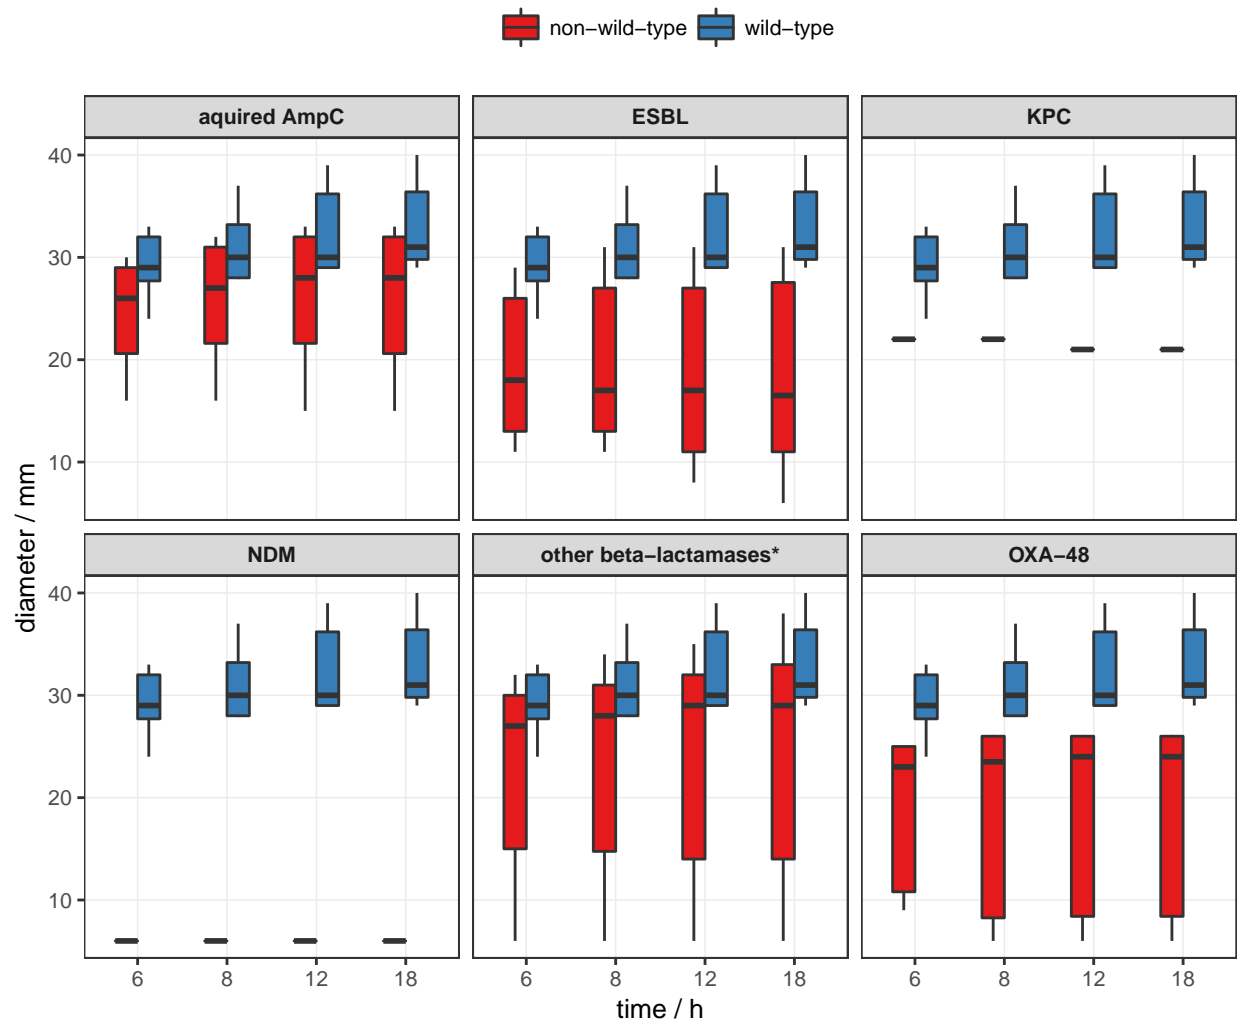 non−wild−type wild−type
aquired AmpC ESBL KPC
40
30
20
10
NDM other beta−lactamases* OXA−48
40
30
20
10
diameter / mm
6 8 12 18 6 8 12 18 6 8 12 18
time / h